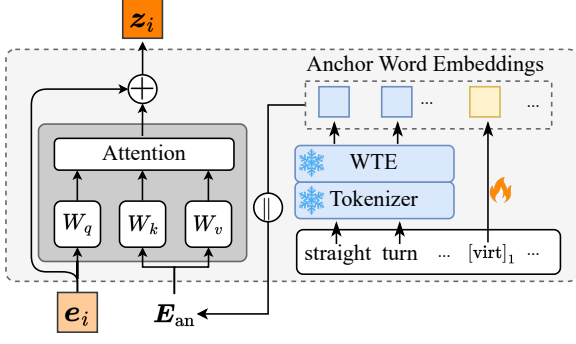 z_i
Anchor Word Embeddings
... ...
Attention
WTE
Tokenizer
||
W_q W_k W_v
straight turn ... [virt]_1 ...
e_i
E_an